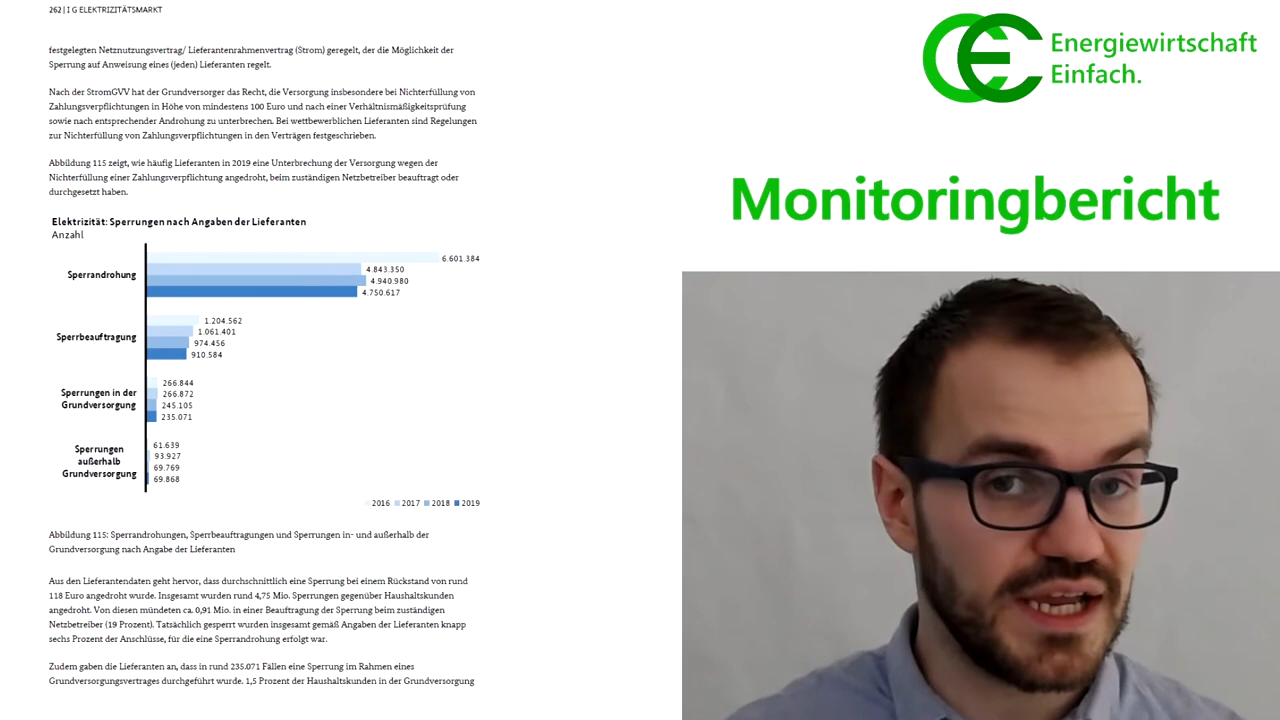 262 | I G ELEKTRIZITÄTSMARKT
festgelegten Netznutzungsvertrag/ Lieferantenrahmenvertrag (Strom) geregelt, der die Möglichkeit der
Sperrung auf Anweisung eines (jeden) Lieferanten regelt.
Nach der StromGVV hat der Grundversorger das Recht, die Versorgung insbesondere bei Nichterfüllung von
Zahlungsverpflichtungen in Höhe von mindestens 100 Euro und nach einer Verhältnismäßigkeitsprüfung
sowie nach entsprechender Androhung zu unterbrechen. Bei wettbewerblichen Lieferanten sind Regelungen
zur Nichterfüllung von Zahlungsverpflichtungen in den Verträgen festgeschrieben.
Abbildung 115 zeigt, wie häufig Lieferanten in 2019 eine Unterbrechung der Versorgung wegen der
Nichterfüllung einer Zahlungsverpflichtung angedroht, beim zuständigen Netzbetreiber beauftragt oder
durchgesetzt haben.
Elektrizität: Sperrungen nach Angaben der Lieferanten
Anzahl
Sperrandrohung
6.601.384
4.843.350
4.940.980
4.750.617
Sperrbeauftragung
1.204.562
1.061.401
974.456
910.584
Sperrungen in der
Grundversorgung
266.844
266.872
245.105
235.071
Sperrungen
außerhalb
Grundversorgung
61.639
93.927
69.769
69.868
2016 2017 2018 2019
Abbildung 115: Sperrandrohungen, Sperrbeauftragungen und Sperrungen in- und außerhalb der
Grundversorgung nach Angabe der Lieferanten
Aus den Lieferantendaten geht hervor, dass durchschnittlich eine Sperrung bei einem Rückstand von rund
118 Euro angedroht wurde. Insgesamt wurden rund 4,75 Mio. Sperrungen gegenüber Haushaltskunden
angedroht. Von diesen mündeten ca. 0,91 Mio. in einer Beauftragung der Sperrung beim zuständigen
Netzbetreiber (19 Prozent). Tatsächlich gesperrt wurden insgesamt gemäß Angaben der Lieferanten knapp
sechs Prozent der Anschlüsse, für die eine Sperrandrohung erfolgt war.
Zudem gaben die Lieferanten an, dass in rund 235.071 Fällen eine Sperrung im Rahmen eines
Grundversorgungsvertrages durchgeführt wurde. 1,5 Prozent der Haushaltskunden in der Grundversorgung
Energiewirtschaft
Einfach.
Monitoringbericht